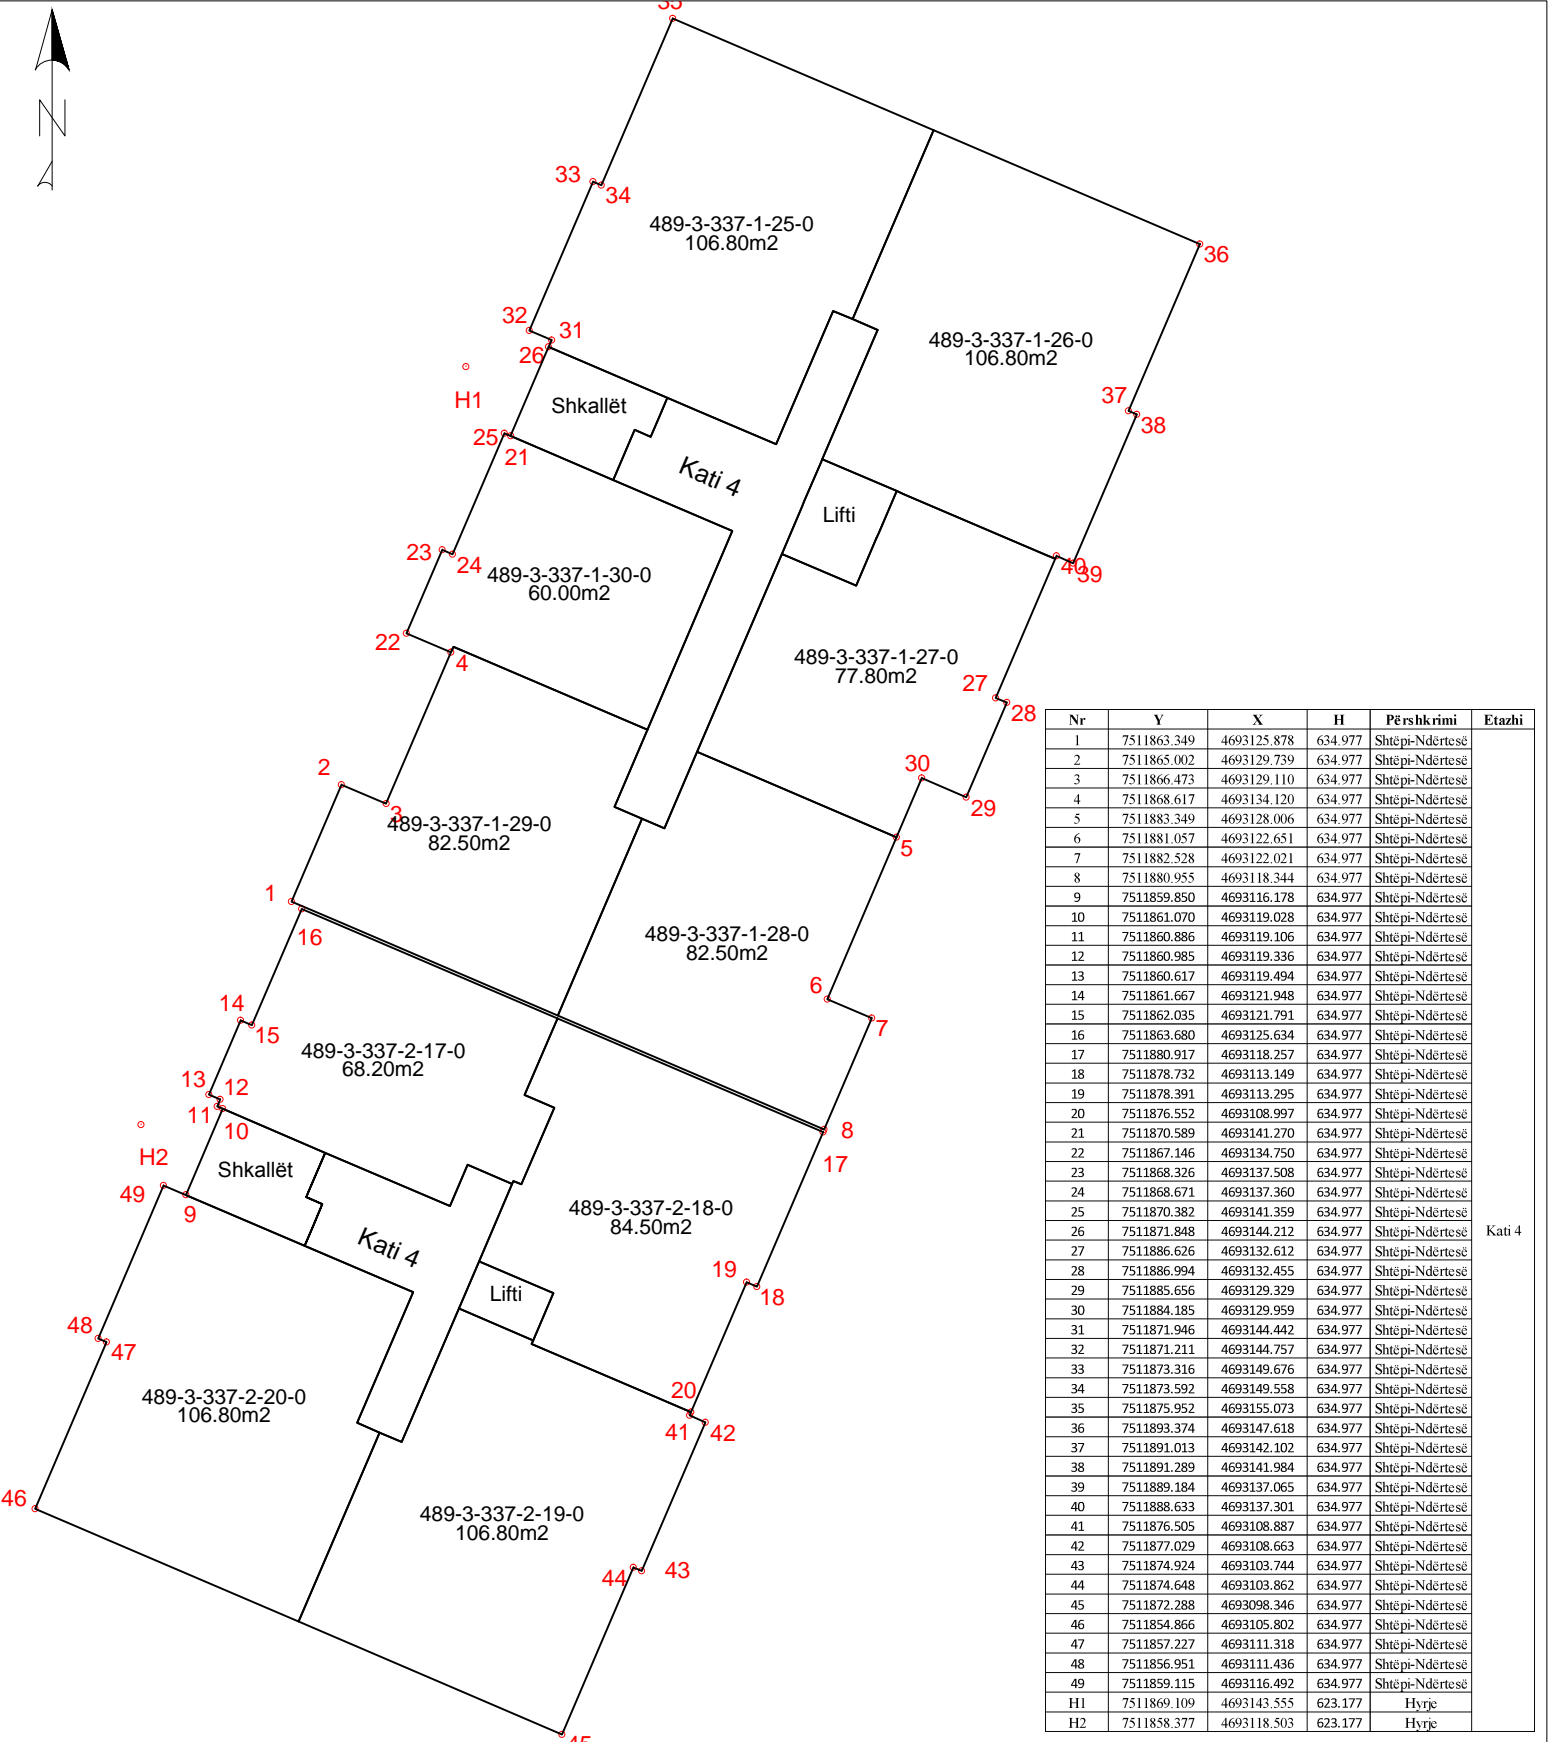 N
35
33
34
489-3-337-1-25-0
106.80m2
36
32
31
26
489-3-337-1-26-0
106.80m2
H1
Shkallët
37
38
25
21
Kati 4
Lifti
23
24
40
39
489-3-337-1-30-0
60.00m2
22
4
489-3-337-1-27-0
77.80m2
27
28
2
30
3
29
489-3-337-1-29-0
82.50m2
5
1
16
489-3-337-1-28-0
82.50m2
6
7
14
15
489-3-337-2-17-0
68.20m2
13
12
11
10
8
17
H2
Shkallët
49
9
489-3-337-2-18-0
84.50m2
Kati 4
19
18
Lifti
48
47
489-3-337-2-20-0
106.80m2
20
41
42
46
489-3-337-2-19-0
106.80m2
44
43
45
Nr Y X H Përshkrimi Etazhi
1 7511863.349 4693125.878 634.977 Shtëpi-Ndërtesë
2 7511865.002 4693129.739 634.977 Shtëpi-Ndërtesë
3 7511866.473 4693129.110 634.977 Shtëpi-Ndërtesë
4 7511868.617 4693134.120 634.977 Shtëpi-Ndërtesë
5 7511883.349 4693128.006 634.977 Shtëpi-Ndërtesë
6 7511881.057 4693122.651 634.977 Shtëpi-Ndërtesë
7 7511882.528 4693122.021 634.977 Shtëpi-Ndërtesë
8 7511880.955 4693118.344 634.977 Shtëpi-Ndërtesë
9 7511859.850 4693116.178 634.977 Shtëpi-Ndërtesë
10 7511861.070 4693119.028 634.977 Shtëpi-Ndërtesë
11 7511860.886 4693119.106 634.977 Shtëpi-Ndërtesë
12 7511860.985 4693119.336 634.977 Shtëpi-Ndërtesë
13 7511860.617 4693119.494 634.977 Shtëpi-Ndërtesë
14 7511861.667 4693121.948 634.977 Shtëpi-Ndërtesë
15 7511862.035 4693121.791 634.977 Shtëpi-Ndërtesë
16 7511863.680 4693125.634 634.977 Shtëpi-Ndërtesë
17 7511880.917 4693118.257 634.977 Shtëpi-Ndërtesë
18 7511878.732 4693113.149 634.977 Shtëpi-Ndërtesë
19 7511878.391 4693113.295 634.977 Shtëpi-Ndërtesë
20 7511876.552 4693108.997 634.977 Shtëpi-Ndërtesë
21 7511870.589 4693141.270 634.977 Shtëpi-Ndërtesë
22 7511867.146 4693134.750 634.977 Shtëpi-Ndërtesë
23 7511868.326 4693137.508 634.977 Shtëpi-Ndërtesë
24 7511868.671 4693137.360 634.977 Shtëpi-Ndërtesë
25 7511870.382 4693141.359 634.977 Shtëpi-Ndërtesë
26 7511871.848 4693144.212 634.977 Shtëpi-Ndërtesë Kati 4
27 7511886.626 4693132.612 634.977 Shtëpi-Ndërtesë
28 7511886.994 4693132.455 634.977 Shtëpi-Ndërtesë
29 7511885.656 4693129.329 634.977 Shtëpi-Ndërtesë
30 7511884.185 4693129.959 634.977 Shtëpi-Ndërtesë
31 7511871.946 4693144.442 634.977 Shtëpi-Ndërtesë
32 7511871.211 4693144.757 634.977 Shtëpi-Ndërtesë
33 7511873.316 4693149.676 634.977 Shtëpi-Ndërtesë
34 7511873.592 4693149.558 634.977 Shtëpi-Ndërtesë
35 7511875.952 4693155.073 634.977 Shtëpi-Ndërtesë
36 7511893.374 4693147.618 634.977 Shtëpi-Ndërtesë
37 7511891.013 4693142.102 634.977 Shtëpi-Ndërtesë
38 7511891.289 4693141.984 634.977 Shtëpi-Ndërtesë
39 7511889.184 4693137.065 634.977 Shtëpi-Ndërtesë
40 7511888.633 4693137.301 634.977 Shtëpi-Ndërtesë
41 7511876.505 4693108.887 634.977 Shtëpi-Ndërtesë
42 7511877.029 4693108.663 634.977 Shtëpi-Ndërtesë
43 7511874.924 4693103.744 634.977 Shtëpi-Ndërtesë
44 7511874.648 4693103.862 634.977 Shtëpi-Ndërtesë
45 7511872.288 4693098.346 634.977 Shtëpi-Ndërtesë
46 7511854.866 4693105.802 634.977 Shtëpi-Ndërtesë
47 7511857.227 4693111.318 634.977 Shtëpi-Ndërtesë
48 7511856.951 4693111.436 634.977 Shtëpi-Ndërtesë
49 7511859.115 4693116.492 634.977 Shtëpi-Ndërtesë
H1 7511869.109 4693143.555 623.177 Hyrje
H2 7511858.377 4693118.503 623.177 Hyrje